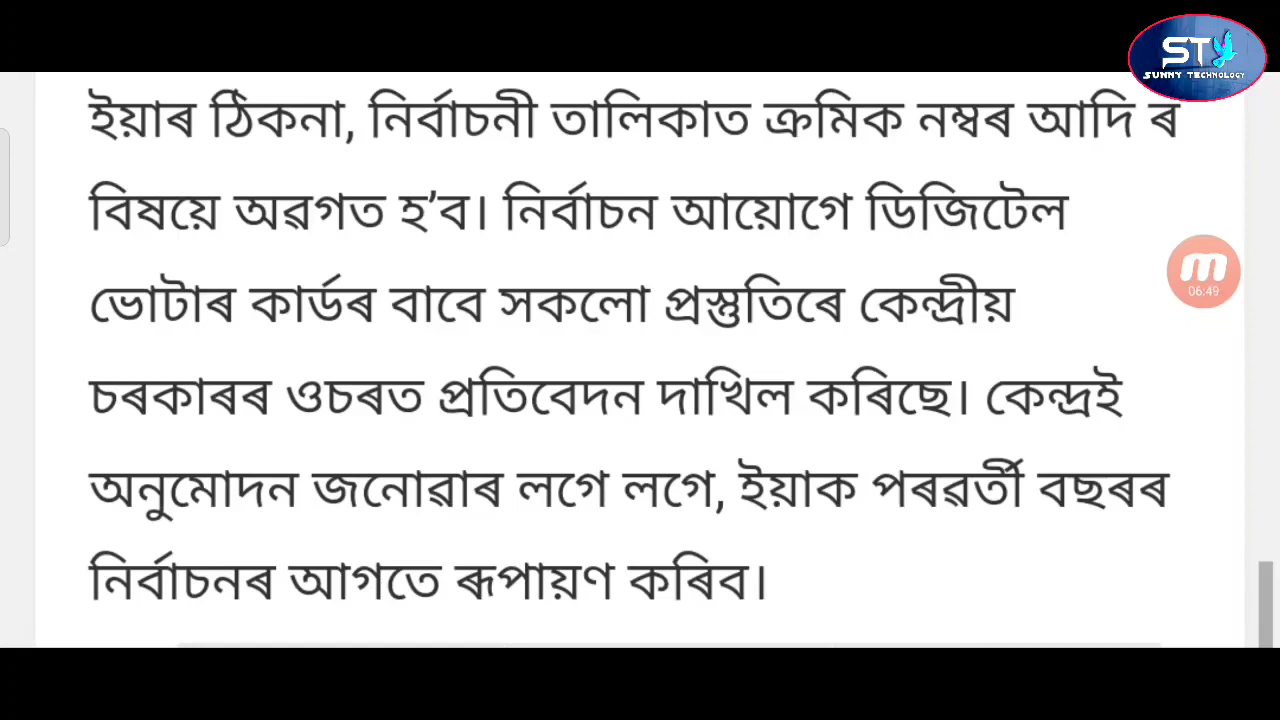 ST
SUNNY TECHNOLOGY
ইয়াৰ ঠিকনা, নিৰ্বাচনী তালিকাত ক্ৰমিক নম্বৰ আদি ৰ
বিষয়ে অৱগত হ’ব। নিৰ্বাচন আয়োগে ডিজিটেল
ভোটাৰ কাৰ্ডৰ বাবে সকলো প্ৰস্তুতিৰে কেন্দ্ৰীয়
চৰকাৰৰ ওচৰত প্ৰতিবেদন দাখিল কৰিছে। কেন্দ্ৰই
অনুমোদন জনোৱাৰ লগে লগে, ইয়াক পৰৱৰ্তী বছৰৰ
নিৰ্বাচনৰ আগতে ৰূপায়ণ কৰিব।
06:49